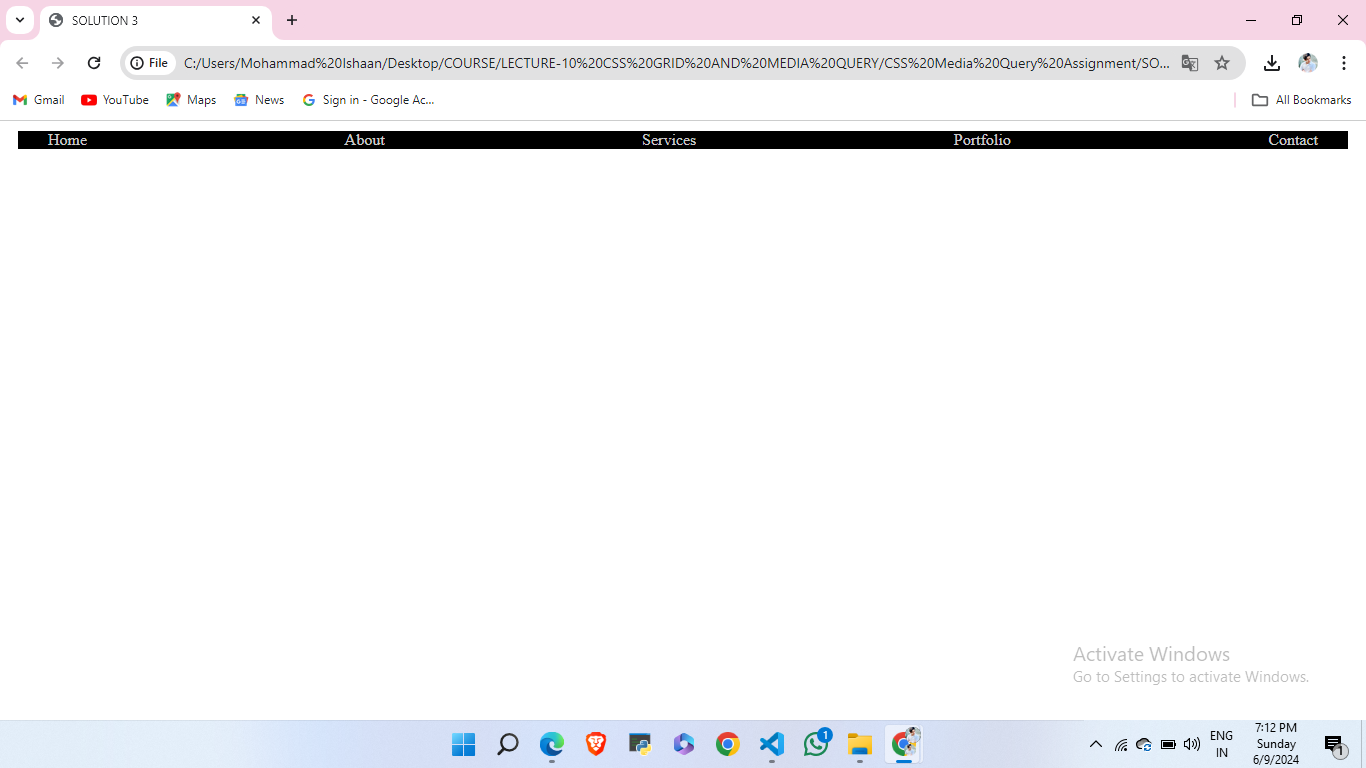 SOLUTION 3
File C:/Users/Mohammad%20Ishaan/Desktop/COURSE/LECTURE-10%20CSS%20GRID%20AND%20MEDIA%20QUERY/CSS%20Media%20Query%20Assignment/SO...
Gmail YouTube Maps News Sign in - Google Ac... All Bookmarks
Home About Services Portfolio Contact
Activate Windows
Go to Settings to activate Windows.
1
ENG
IN
7:12 PM
Sunday
6/9/2024
1